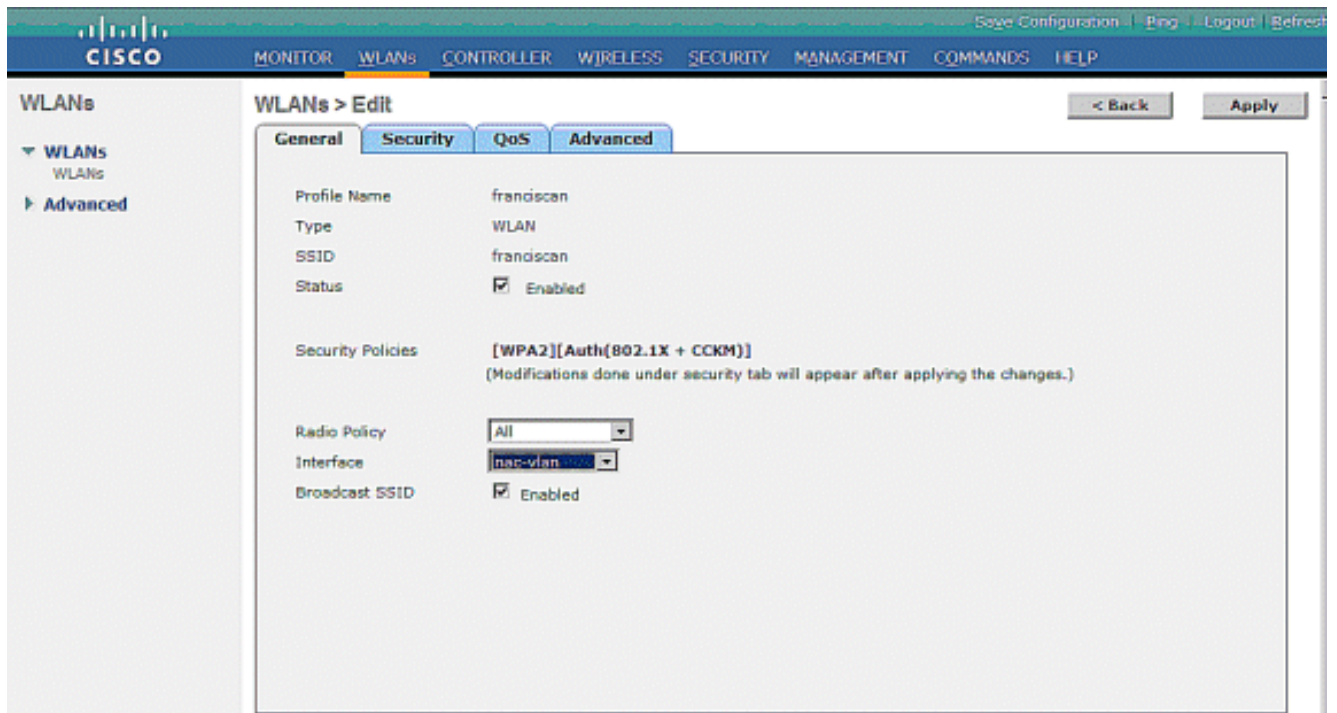 Save Configuration | Ping | Logout | Refresh
CISCO
MONITOR WLANs CONTROLLER WIRELESS SECURITY MANAGEMENT COMMANDS HELP
WLANs
WLANs > Edit
< Back
Apply
General Security QoS Advanced
WLANs
WLANs
Advanced
Profile Name franciscan
Type WLAN
SSID franciscan
Status Enabled
Security Policies [WPA2][Auth(802.1X + CCKM)]
(Modifications done under security tab will appear after applying the changes.)
Radio Policy All
Interface nac-vlan
Broadcast SSID Enabled